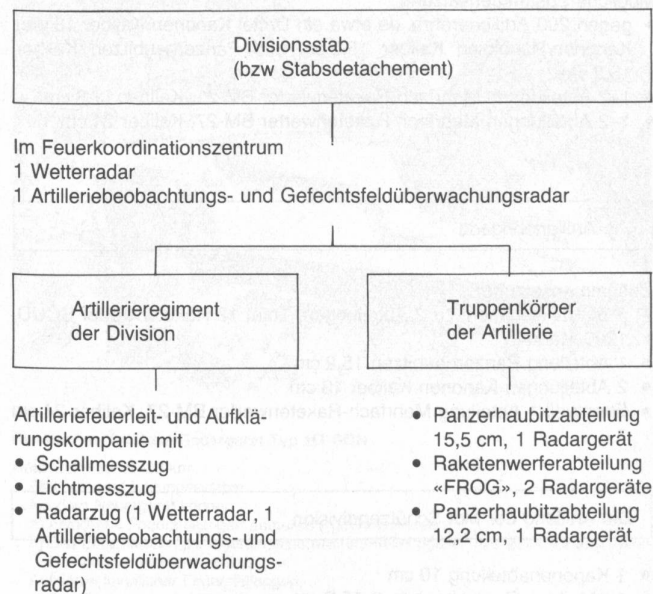 Divisionsstab
(bzw Stabsdetachement)
Im Feuerkoordinationszentrum
1 Wetterradar
1 Artilleriebeobachtungs- und Gefechtsfeldüberwachungsradar
Artillerieregiment
der Division
Artilleriefeuerleit- und Aufklä-
rungskompanie mit
• Schallmesszug
• Lichtmesszug
• Radarzug (1 Wetterradar, 1
Artilleriebeobachtungs- und
Gefechtsfeldüberwachungs-
radar)
Truppenkörper
der Artillerie
• Panzerhaubitzabteilung
15,5 cm, 1 Radargerät
• Raketenwerferabteilung
«FROG», 2 Radargeräte
• Panzerhaubitzabteilung
12,2 cm, 1 Radargerät